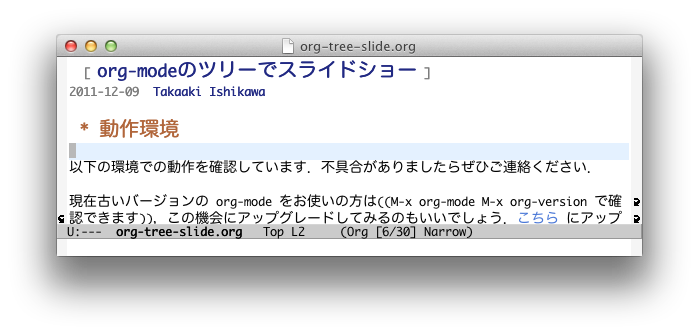 org-tree-slide.org
[ org-modeのツリーでスライドショー ]
2011-12-09 Takaaki Ishikawa
* 動作環境
以下の環境での動作を確認しています．不具合がありましたらぜひご連絡ください．
現在古いバージョンの org-mode をお使いの方は((M-x org-mode M-x org-version で確
認できます))，この機会にアップグレードしてみるのもいいでしょう．こちら にアップ
U:--- org-tree-slide.org Top L2 (Org [6/30] Narrow)